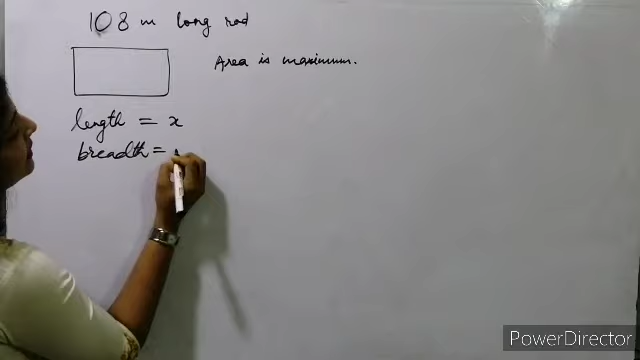 108 m long rod
Area is maximum.
length = x
breadth =
PowerDirector